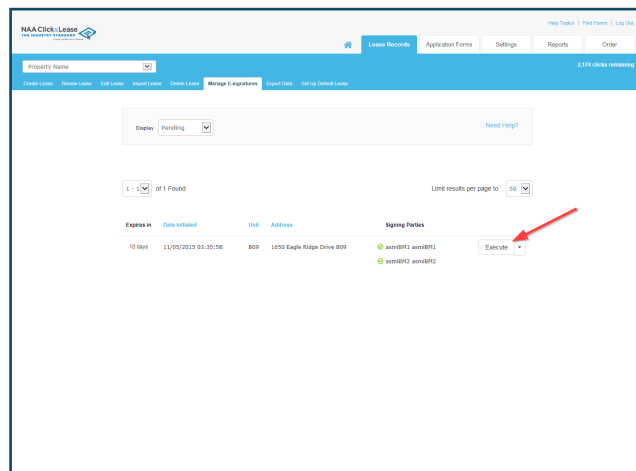 Help Topics | Find Forms | Log Out
NAA Click&Lease
THE INDUSTRY STANDARD
Lease Records Application Forms Settings Reports Order
Property Name
2,174 clicks remaining
Create Lease Renew Lease Edit Lease Import Lease Delete Lease Manage E-signatures Export Data Set Up Default Lease
Display Pending Need Help?
of 1 Found Limit results per page to 50
Expires in Date Initiated Unit Address Signing Parties
10 days 11/05/2015 03:35:58 B09 1650 Eagle Ridge Drive B09 asmiBM1 asmiBM1 Execute
asmiBM2 asmiBM2